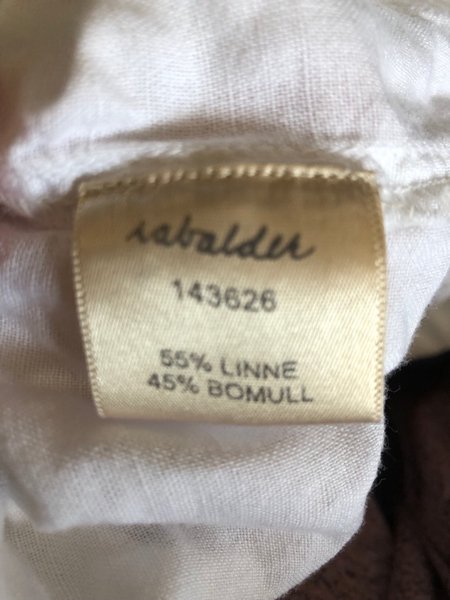 rabalder
143626
55% LINNE
45% BOMULL